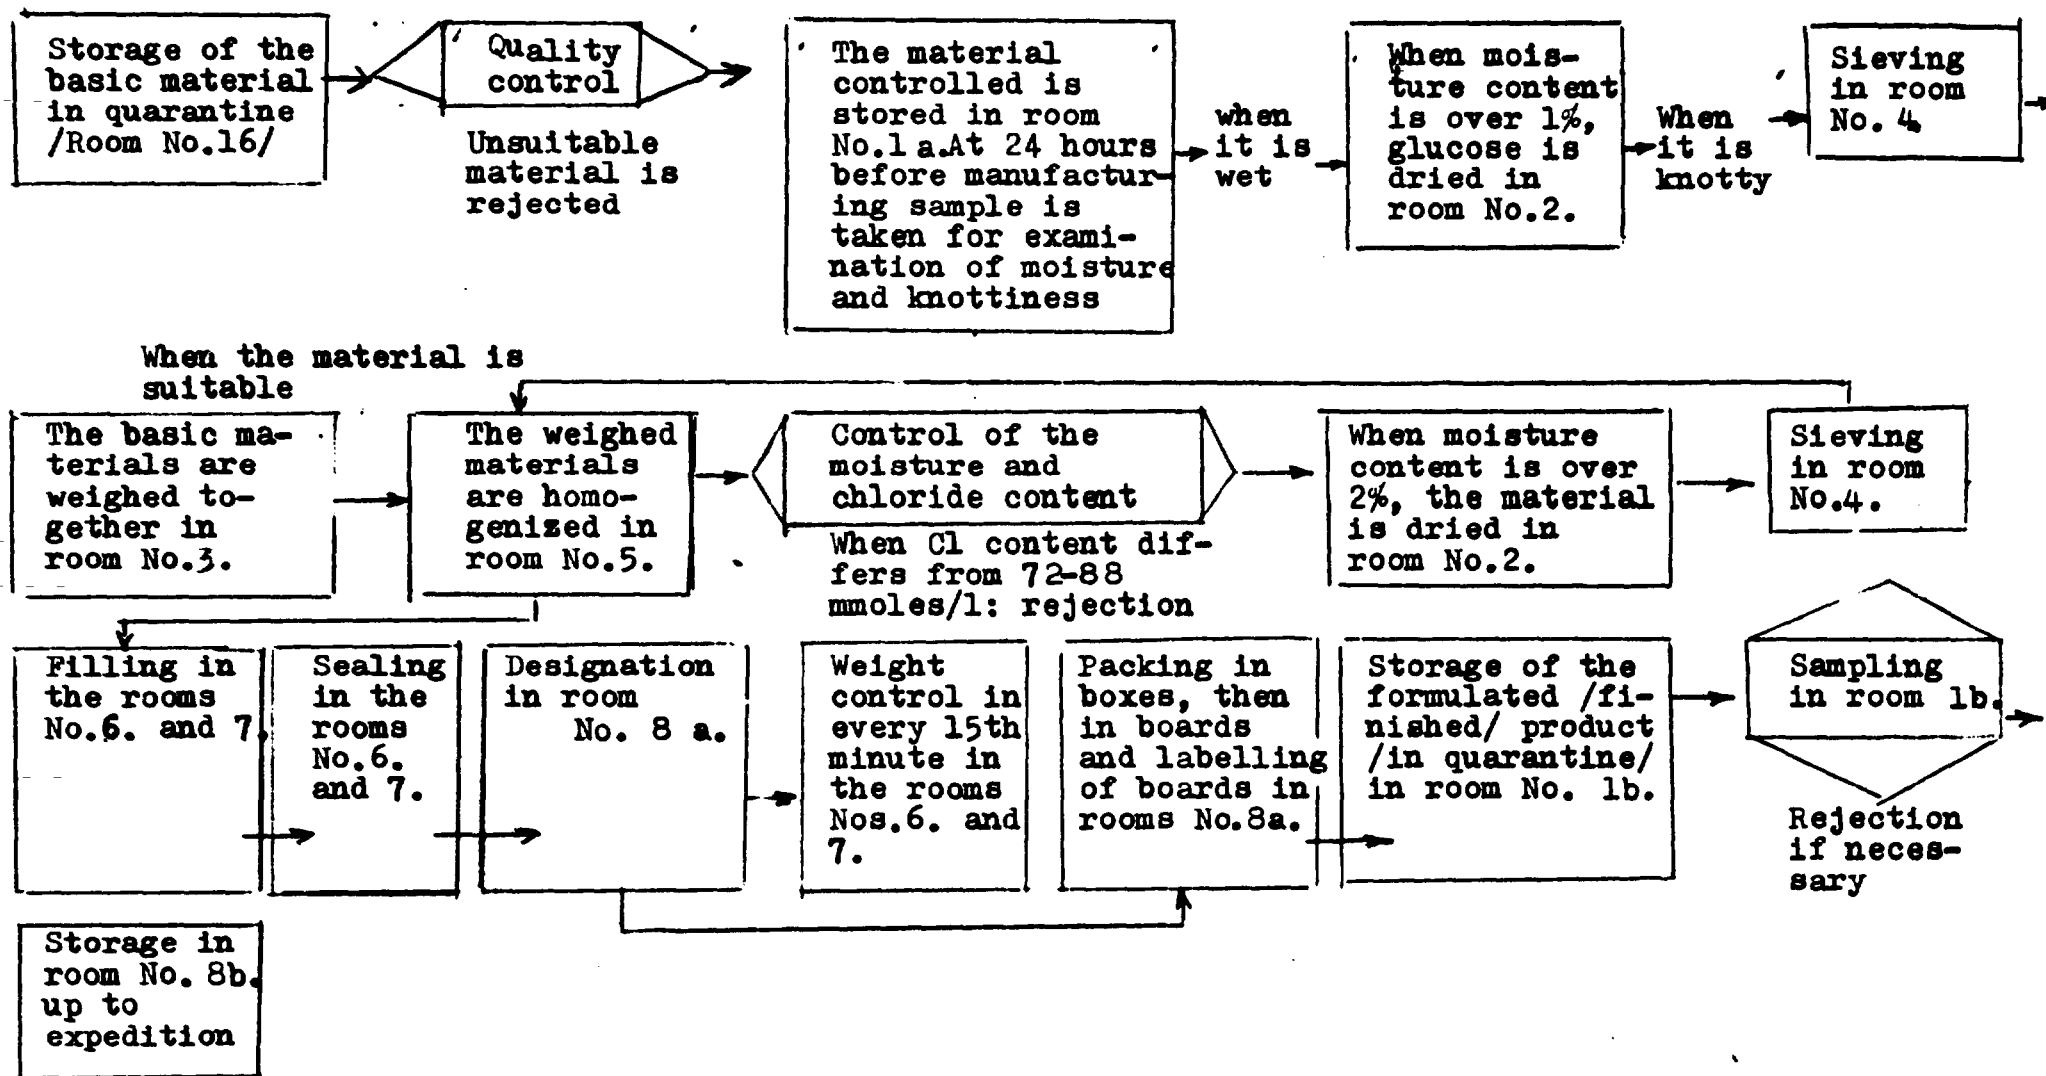 Storage of the
basic material
in quarantine
/Room No.16/
Quality
control
Unsuitable
material is
rejected
The material
controlled is
stored in room
No.1 a.At 24 hours
before manufactur-
ing sample is
taken for exami-
nation of moisture
and knottiness
when
it is
wet
When mois-
ture content
is over 1%,
glucose is
dried in
room No.2.
When
it is
knotty
Sieving
in room
No. 4
When the material is
suitable
The basic ma-
terials are
weighed to-
gether in
room No.3.
The weighed
materials
are homo-
genized in
room No.5.
Control of the
moisture and
chloride content
When Cl content dif-
fers from 72-88
mmoles/l: rejection
When moisture
content is over
2%, the material
is dried in
room No.2.
Sieving
in room
No.4.
Filling in
the rooms
No.6. and 7.
Sealing
in the
rooms
No.6.
and 7.
Designation
in room
No. 8 a.
Weight
control in
every 15th
minute in
the rooms
Nos.6. and
7.
Packing in
boxes, then
in boards
and labelling
of boards in
rooms No.8a.
Storage of the
formulated /fi-
nished/ product
/in quarantine/
in room No. 1b.
Sampling
in room 1b.
Rejection
if neces-
sary
Storage in
room No. 8b.
up to
expedition